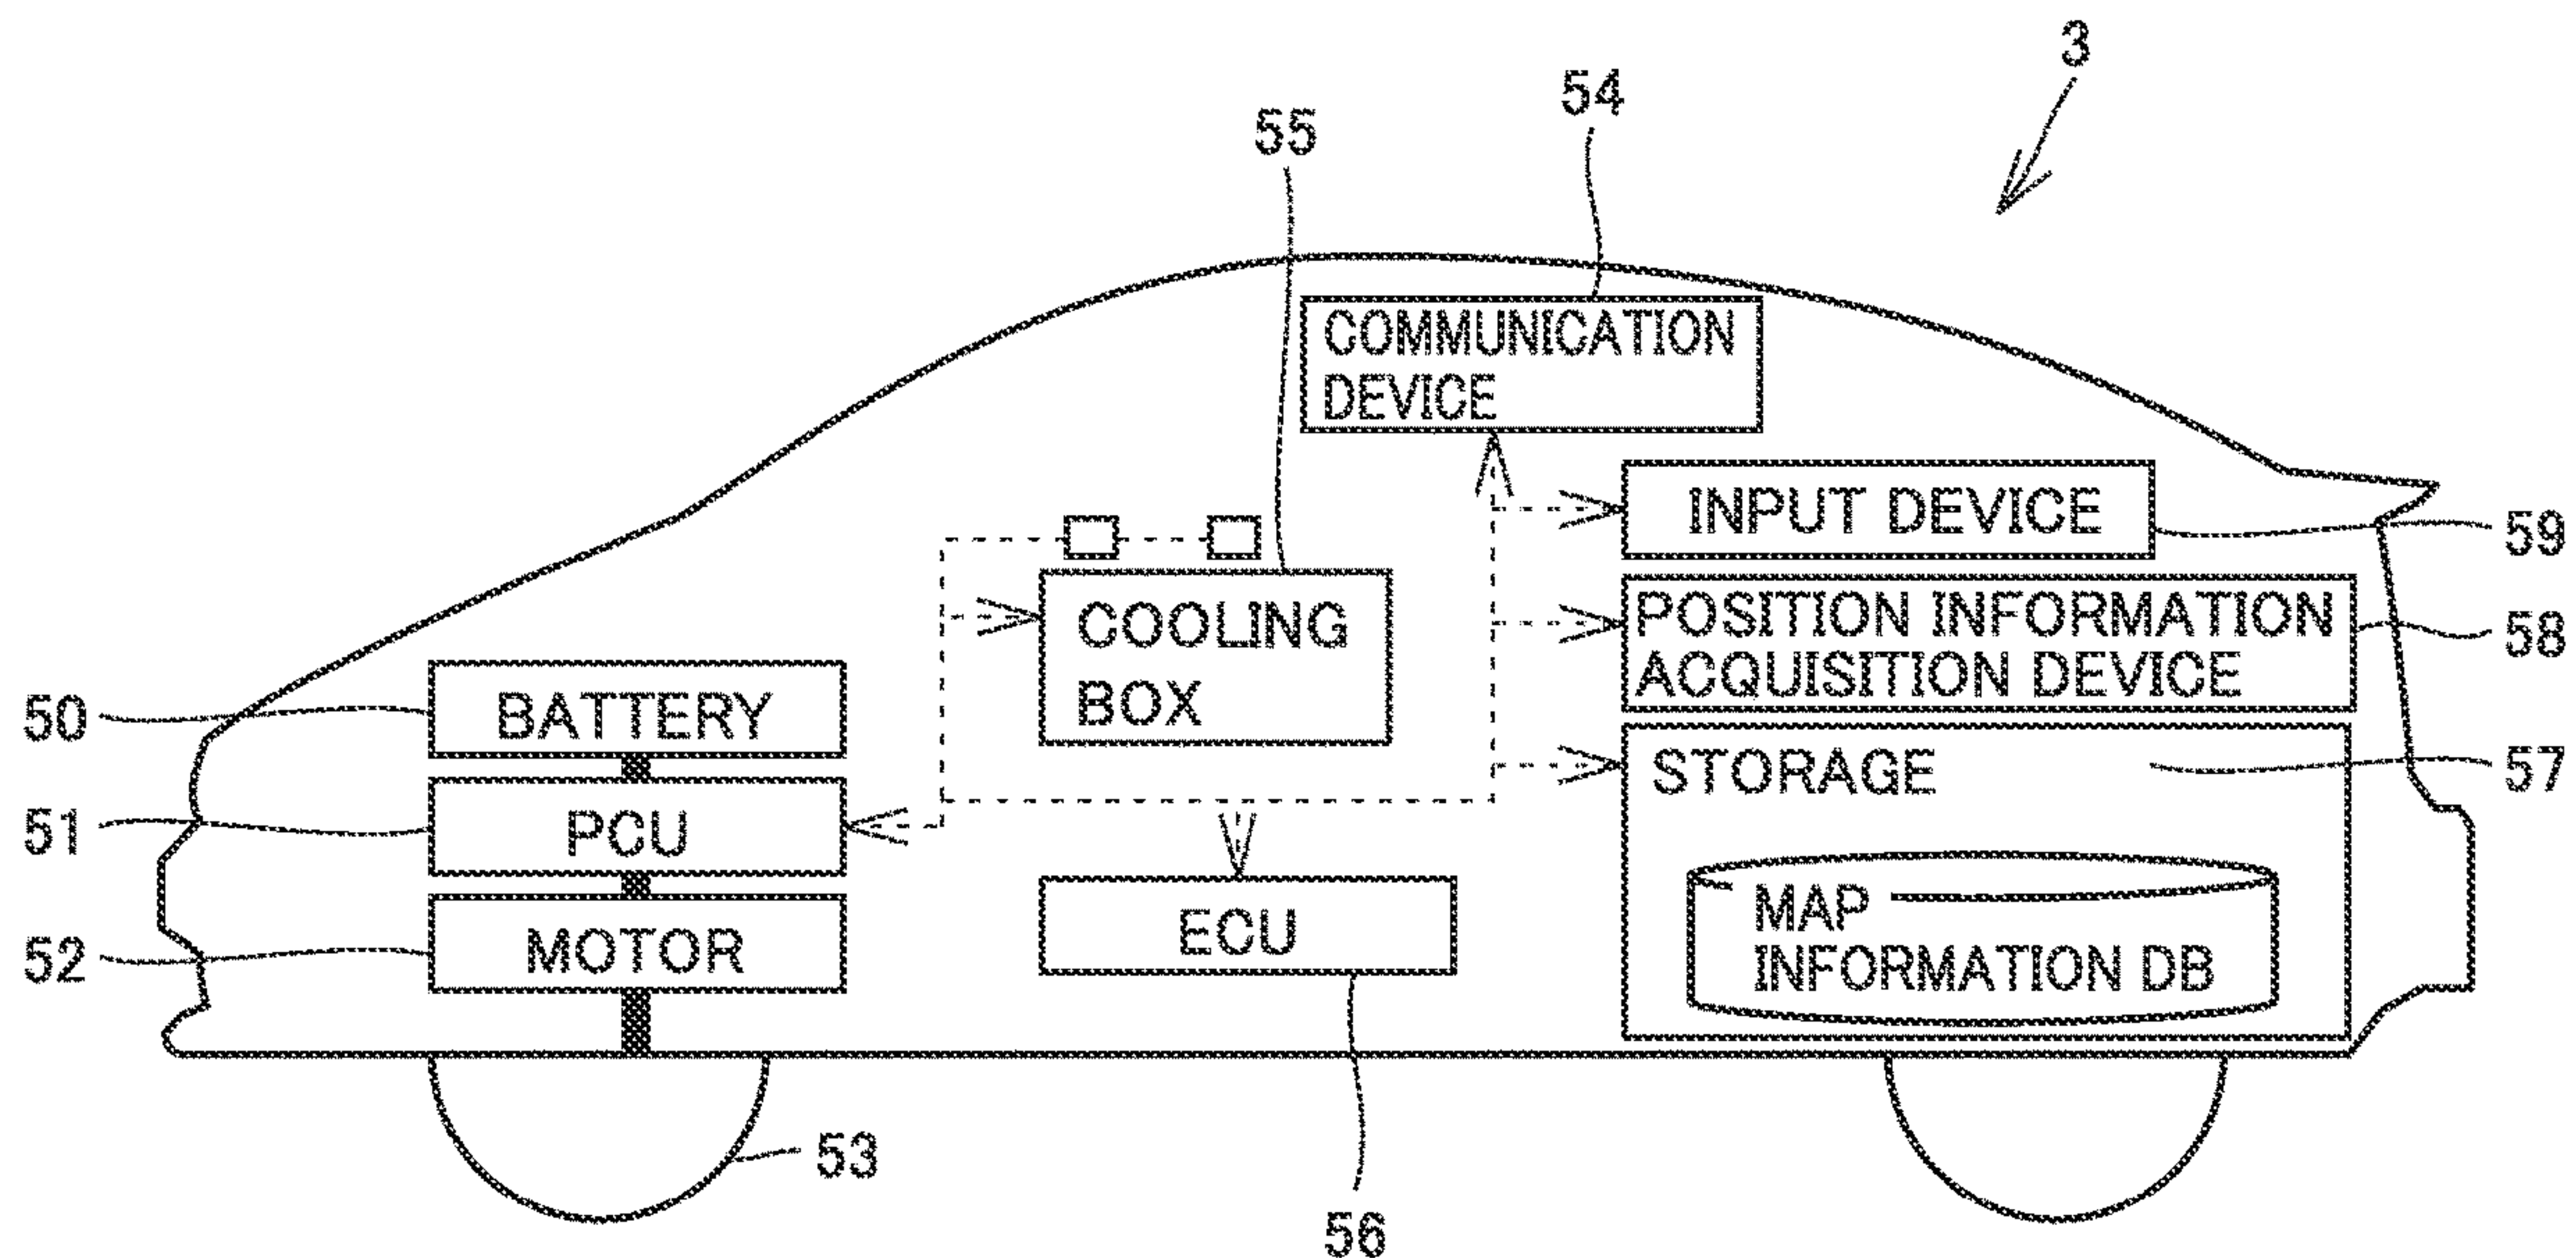 3
54
55
COMMUNICATION
DEVICE
INPUT DEVICE
59
COOLING
BOX
POSITION INFORMATION
ACQUISITION DEVICE
58
50
BATTERY
STORAGE
57
51
PCU
MAP
INFORMATION DB
52
MOTOR
ECU
53
56